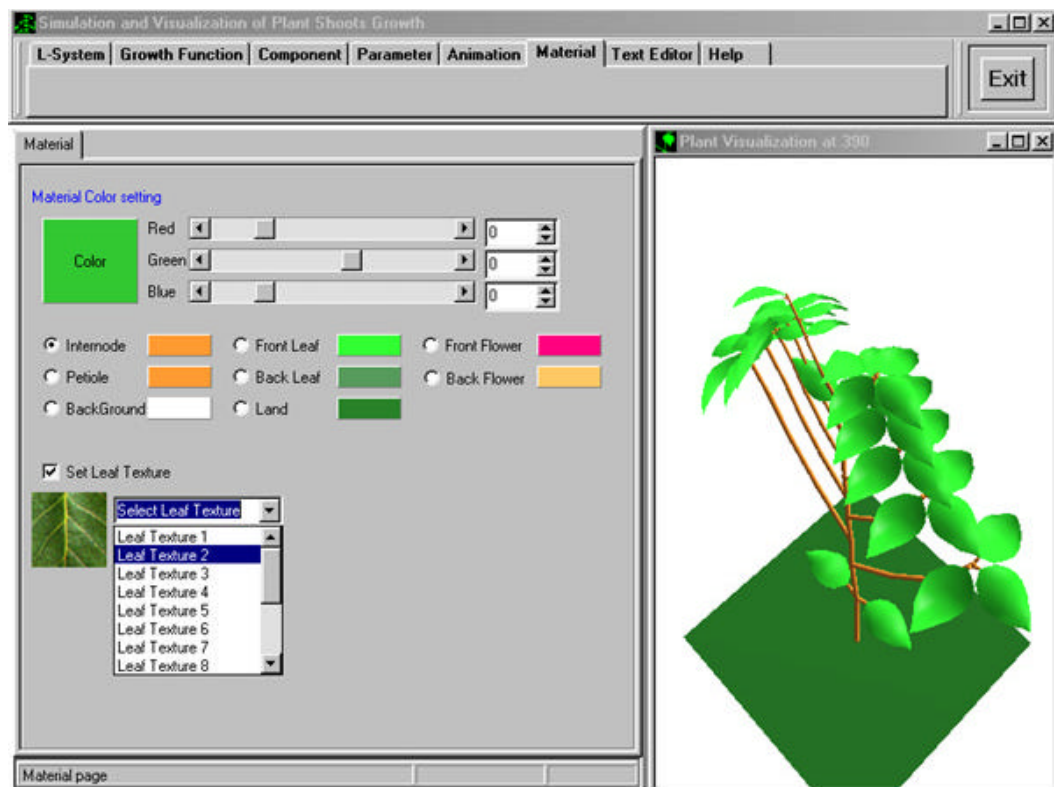 Simulation and Visualization of Plant Shoots Growth
L-System Growth Function Component Parameter Animation Material Text Editor Help
Exit
Material
Plant Visualization at 390
Material Color setting
Color
Red 0
Green 0
Blue 0
Internode Front Leaf Front Flower
Petiole Back Leaf Back Flower
BackGround Land
Set Leaf Texture
Select Leaf Texture
Leaf Texture 1
Leaf Texture 2
Leaf Texture 3
Leaf Texture 4
Leaf Texture 5
Leaf Texture 6
Leaf Texture 7
Leaf Texture 8
Material page